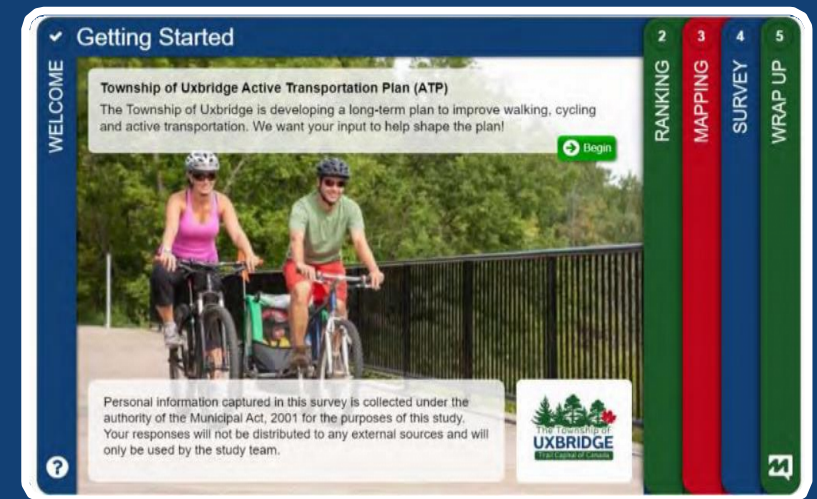 Getting Started
WELCOME
Township of Uxbridge Active Transportation Plan (ATP)
The Township of Uxbridge is developing a long-term plan to improve walking, cycling
and active transportation. We want your input to help shape the plan!
Begin
Personal information captured in this survey is collected under the
authority of the Municipal Act, 2001 for the purposes of this study.
Your responses will not be distributed to any external sources and will
only be used by the study team.
The Township of
UXBRIDGE
Trail Capital of Canada
?
2
RANKING
3
MAPPING
4
SURVEY
5
WRAP UP